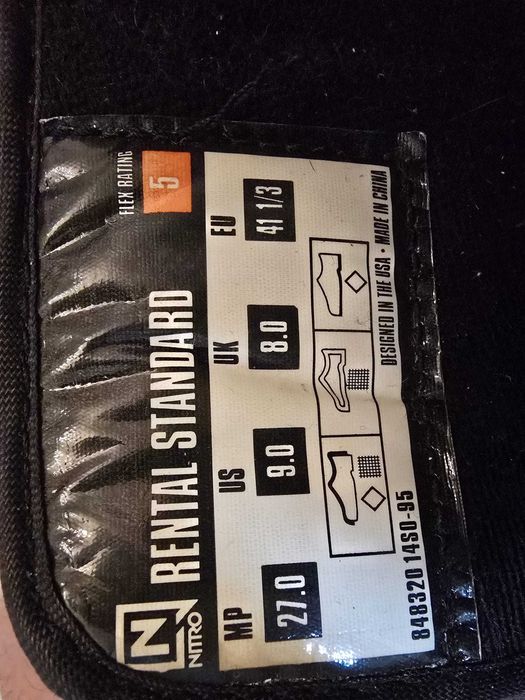 N
NITRO
RENTAL STANDARD
FLEX RATING
5
MP US UK EU
27.0 9.0 8.0 41 1/3
DESIGNED IN THE USA • MADE IN CHINA
848320 14SO-95